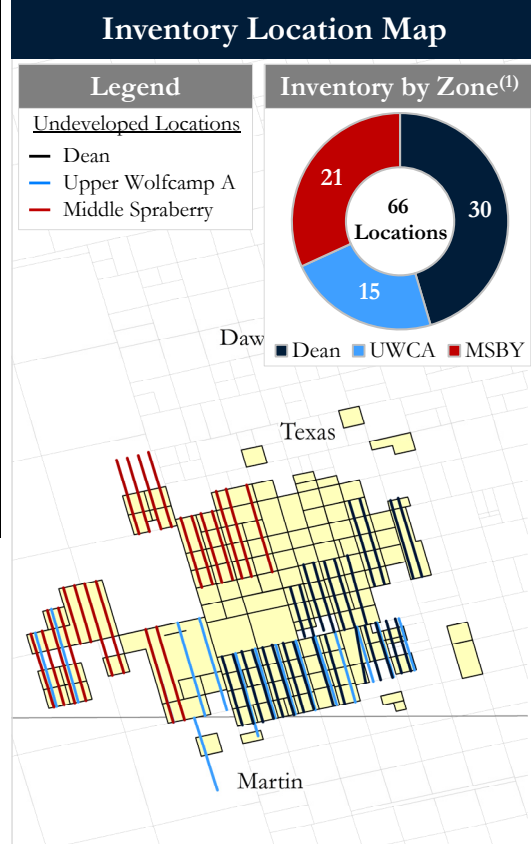 Inventory Location Map
Legend
Undeveloped Locations
Dean
Upper Wolfcamp A
Middle Spraberry
Inventory by Zone(1)
21
30
15
66
Locations
Dean UWCA MSBY
Daw
Texas
Martin